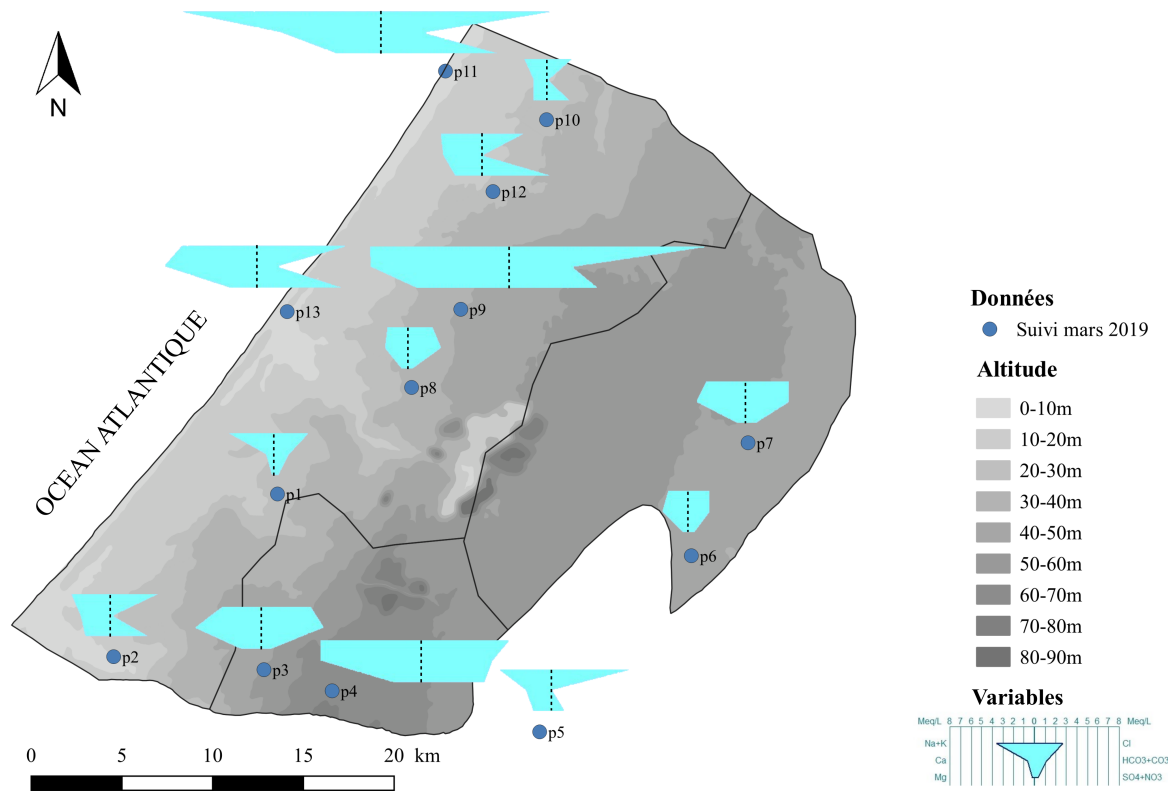 N
p11
p10
p12
p13
p9
p8
p7
p1
p6
p2
p3
p4
p5
OCEAN ATLANTIQUE
0 5 10 15 20 km
Données
Suivi mars 2019
Altitude
0-10m
10-20m
20-30m
30-40m
40-50m
50-60m
60-70m
70-80m
80-90m
Variables
Meq/L 8 7 6 5 4 3 2 1 0 1 2 3 4 5 6 7 8 Meq/L
Na+K Cl
Ca HCO3+CO3
Mg SO4+NO3